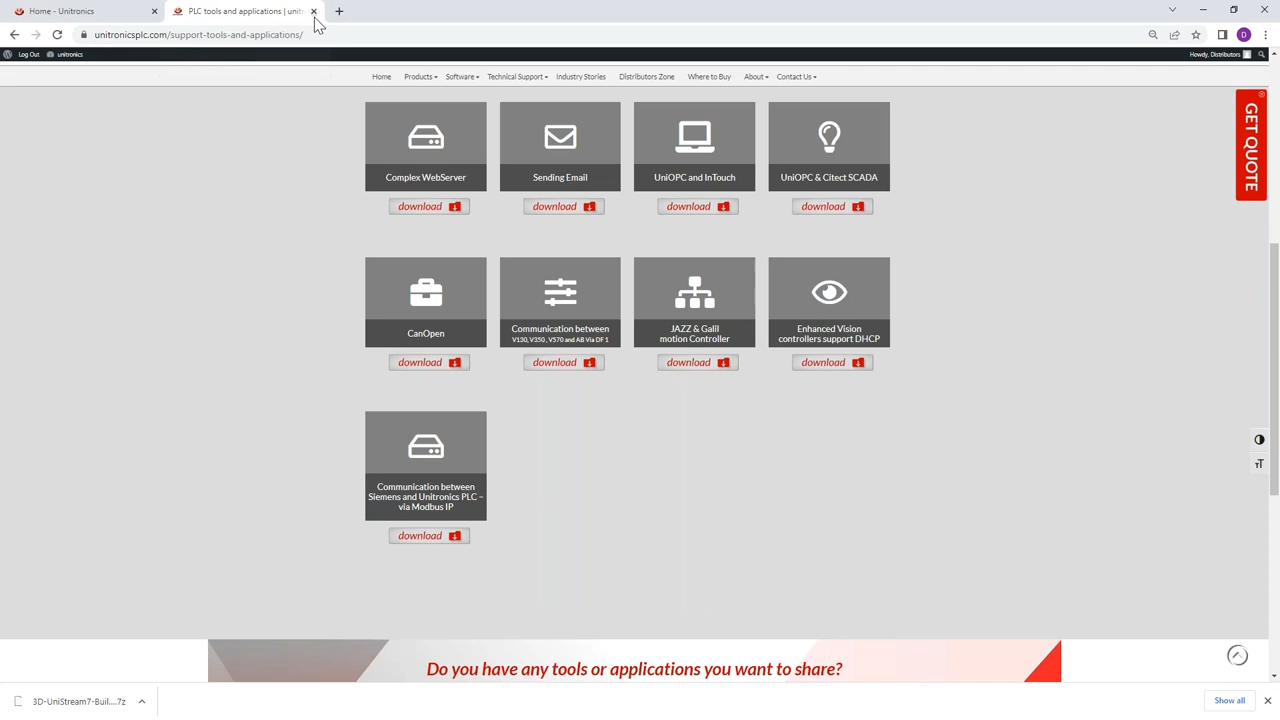 Home - Unitronics
PLC tools and applications | unitr
unitronicsplc.com/support-tools-and-applications/
D
Log Out
unitronics
Howdy, Distributors
Home
Products
Software
Technical Support
Industry Stories
Distributors Zone
Where to Buy
About
Contact Us
GET QUOTE
Complex WebServer
Sending Email
UniOPC and InTouch
UniOPC & Citect SCADA
download
download
download
download
CanOpen
Communication between
V130, V350 , V570 and AB Via DF 1
JAZZ & Galil
motion Controller
Enhanced Vision
controllers support DHCP
download
download
download
download
Communication between
Siemens and Unitronics PLC –
via Modbus IP
download
TT
Do you have any tools or applications you want to share?
3D-UniStream7-Buil....7z
Show all